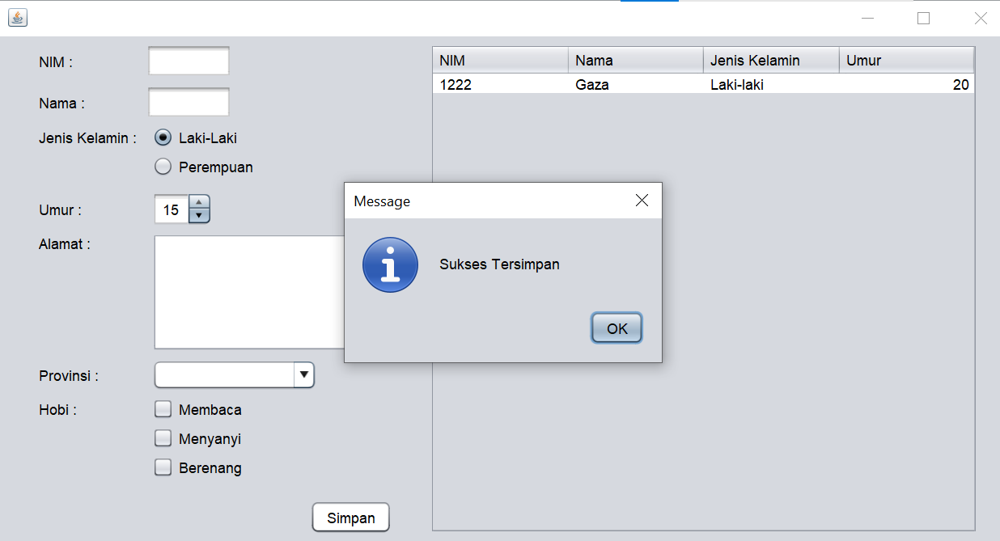 NIM :
Nama :
Jenis Kelamin :
Laki-Laki
Perempuan
Umur :
15
Alamat :
Provinsi :
Hobi :
Membaca
Menyanyi
Berenang
Simpan
NIM Nama Jenis Kelamin Umur
1222 Gaza Laki-laki 20
Message
Sukses Tersimpan
OK